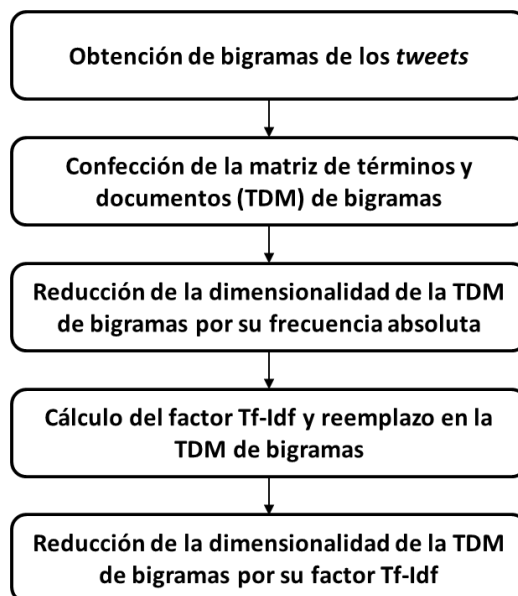 Obtención de bigramas de los tweets
Confección de la matriz de términos y
documentos (TDM) de bigramas
Reducción de la dimensionalidad de la TDM
de bigramas por su frecuencia absoluta
Cálculo del factor Tf-Idf y reemplazo en la
TDM de bigramas
Reducción de la dimensionalidad de la TDM
de bigramas por su factor Tf-Idf